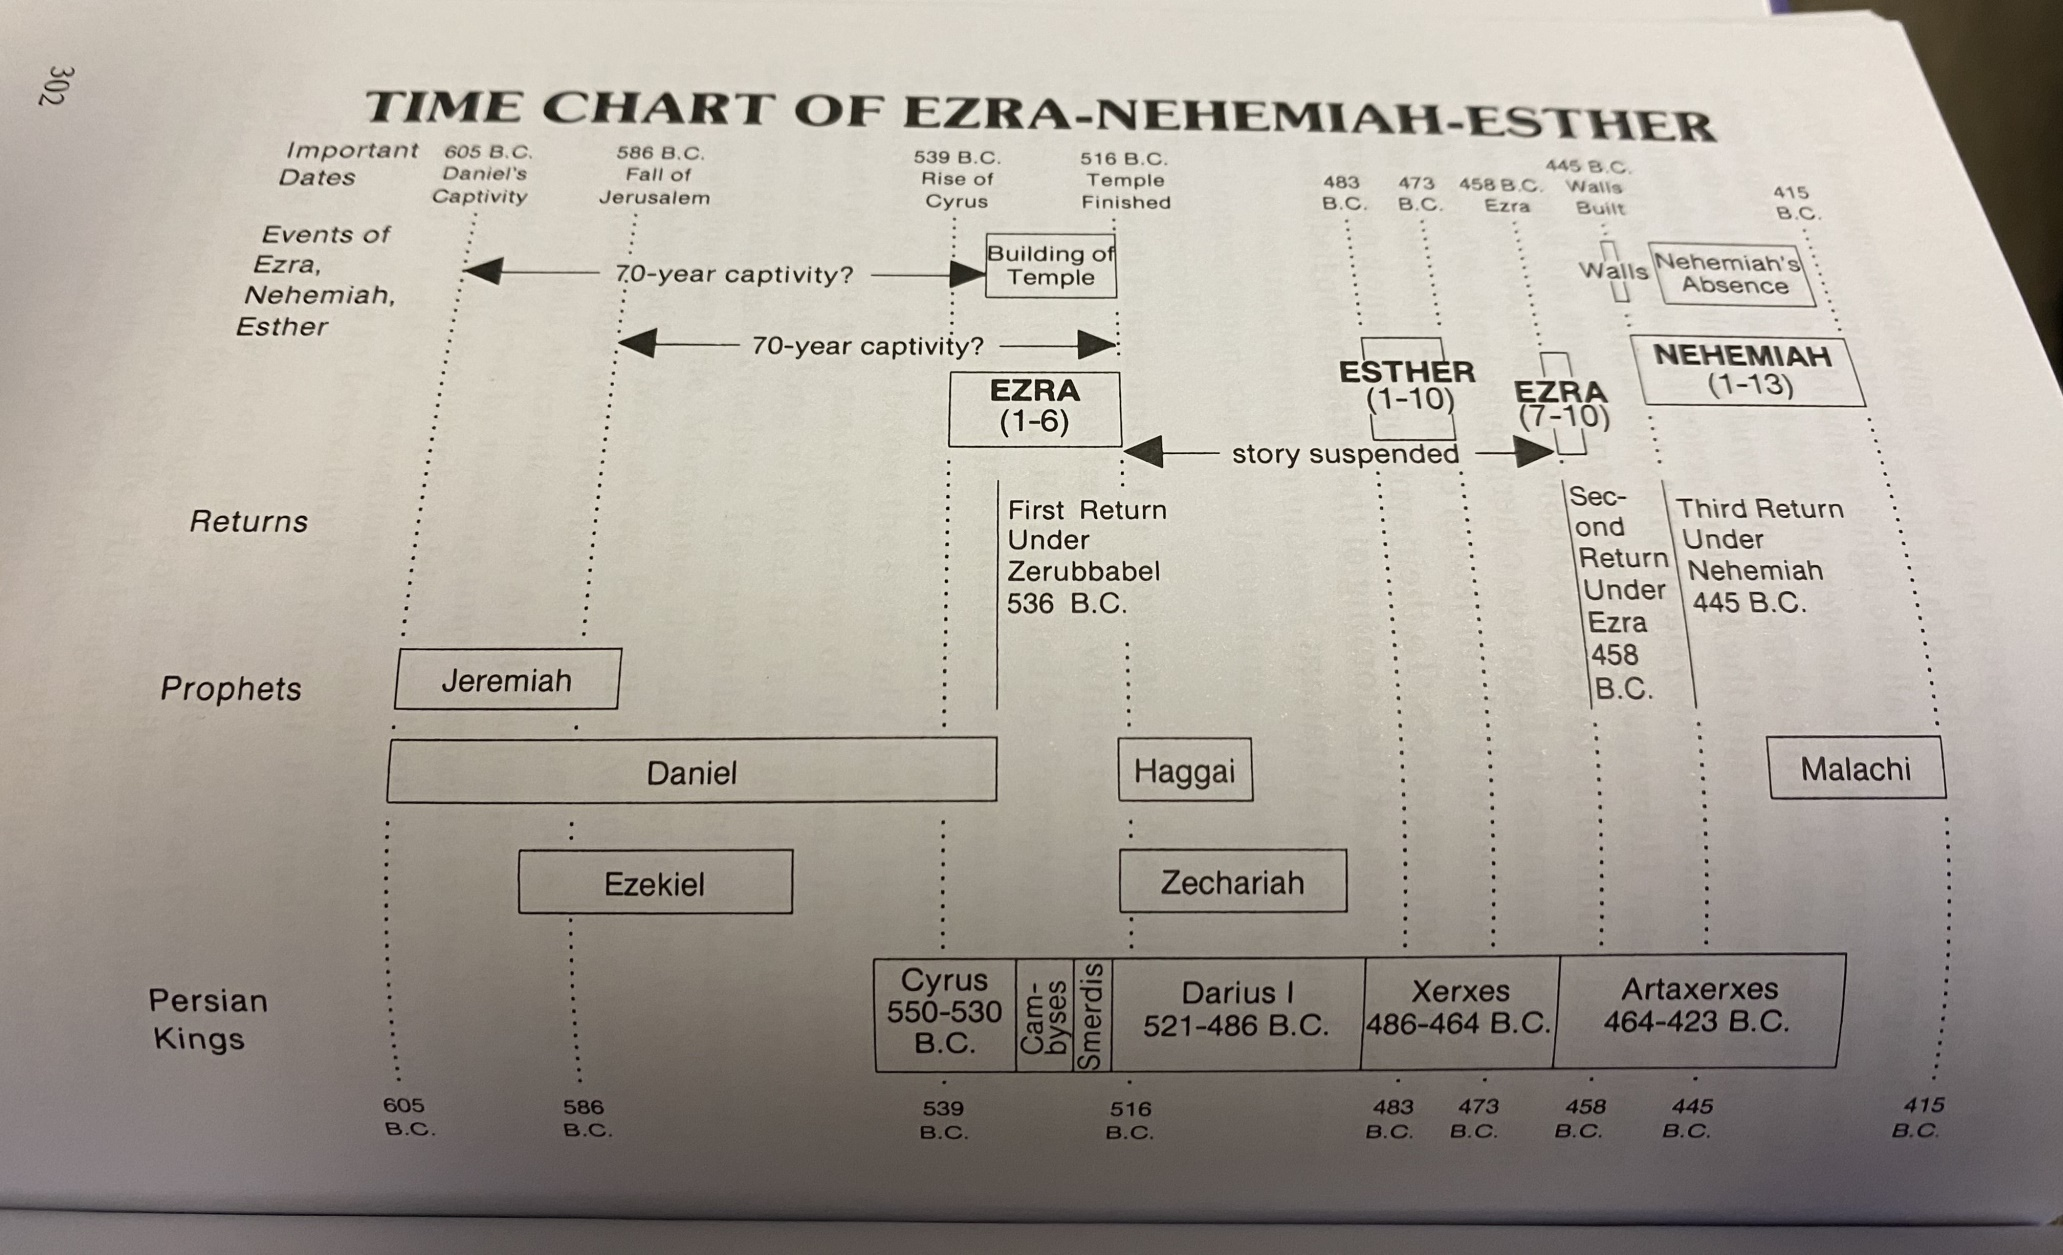 302
TIME CHART OF EZRA-NEHEMIAH-ESTHER
Important
Dates
605 B.C.
Daniel's
Captivity
586 B.C.
Fall of
Jerusalem
539 B.C.
Rise of
Cyrus
516 B.C.
Temple
Finished
483
B.C.
473
B.C.
458 B.C.
Ezra
445 B.C.
Walls
Built
415
B.C.
Events of
Ezra,
Nehemiah,
Esther
70-year captivity?
Building of
Temple
Walls
Nehemiah's
Absence
70-year captivity?
EZRA
(1-6)
ESTHER
(1-10)
EZRA
(7-10)
NEHEMIAH
(1-13)
story suspended
Returns
First Return
Under
Zerubbabel
536 B.C.
Sec-
ond
Return
Under
Ezra
458
B.C.
Third Return
Under
Nehemiah
445 B.C.
Prophets
Jeremiah
Daniel
Haggai
Malachi
Ezekiel
Zechariah
Persian
Kings
Cyrus
550-530
B.C.
Cam-
byses
Smerdis
Darius I
521-486 B.C.
Xerxes
486-464 B.C.
Artaxerxes
464-423 B.C.
605
B.C.
586
B.C.
539
B.C.
516
B.C.
483
B.C.
473
B.C.
458
B.C.
445
B.C.
415
B.C.